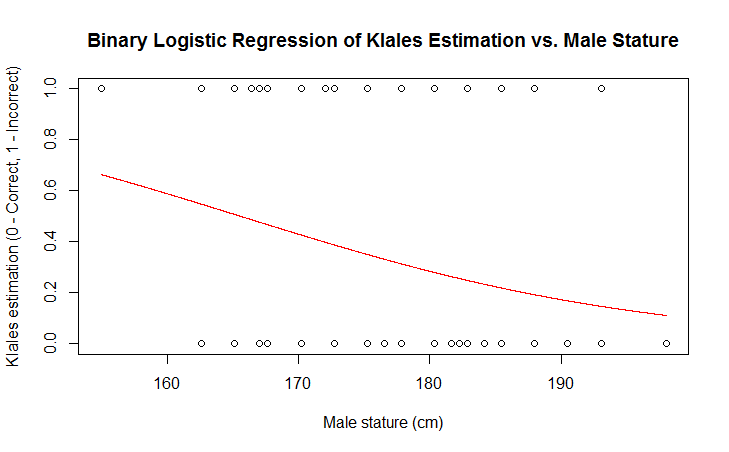 Binary Logistic Regression of Klales Estimation vs. Male Stature
Klales estimation (0 - Correct, 1 - Incorrect)
1.0
0.8
0.6
0.4
0.2
0.0
160 170 180 190
Male stature (cm)